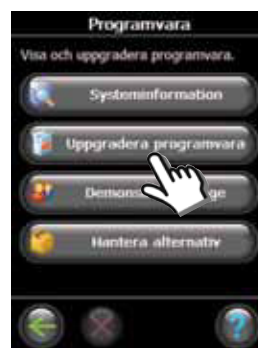 Programvara
Visa och uppgradera programvara.
Systeminformation
Uppgradera programvara
Hantera alternativ
?